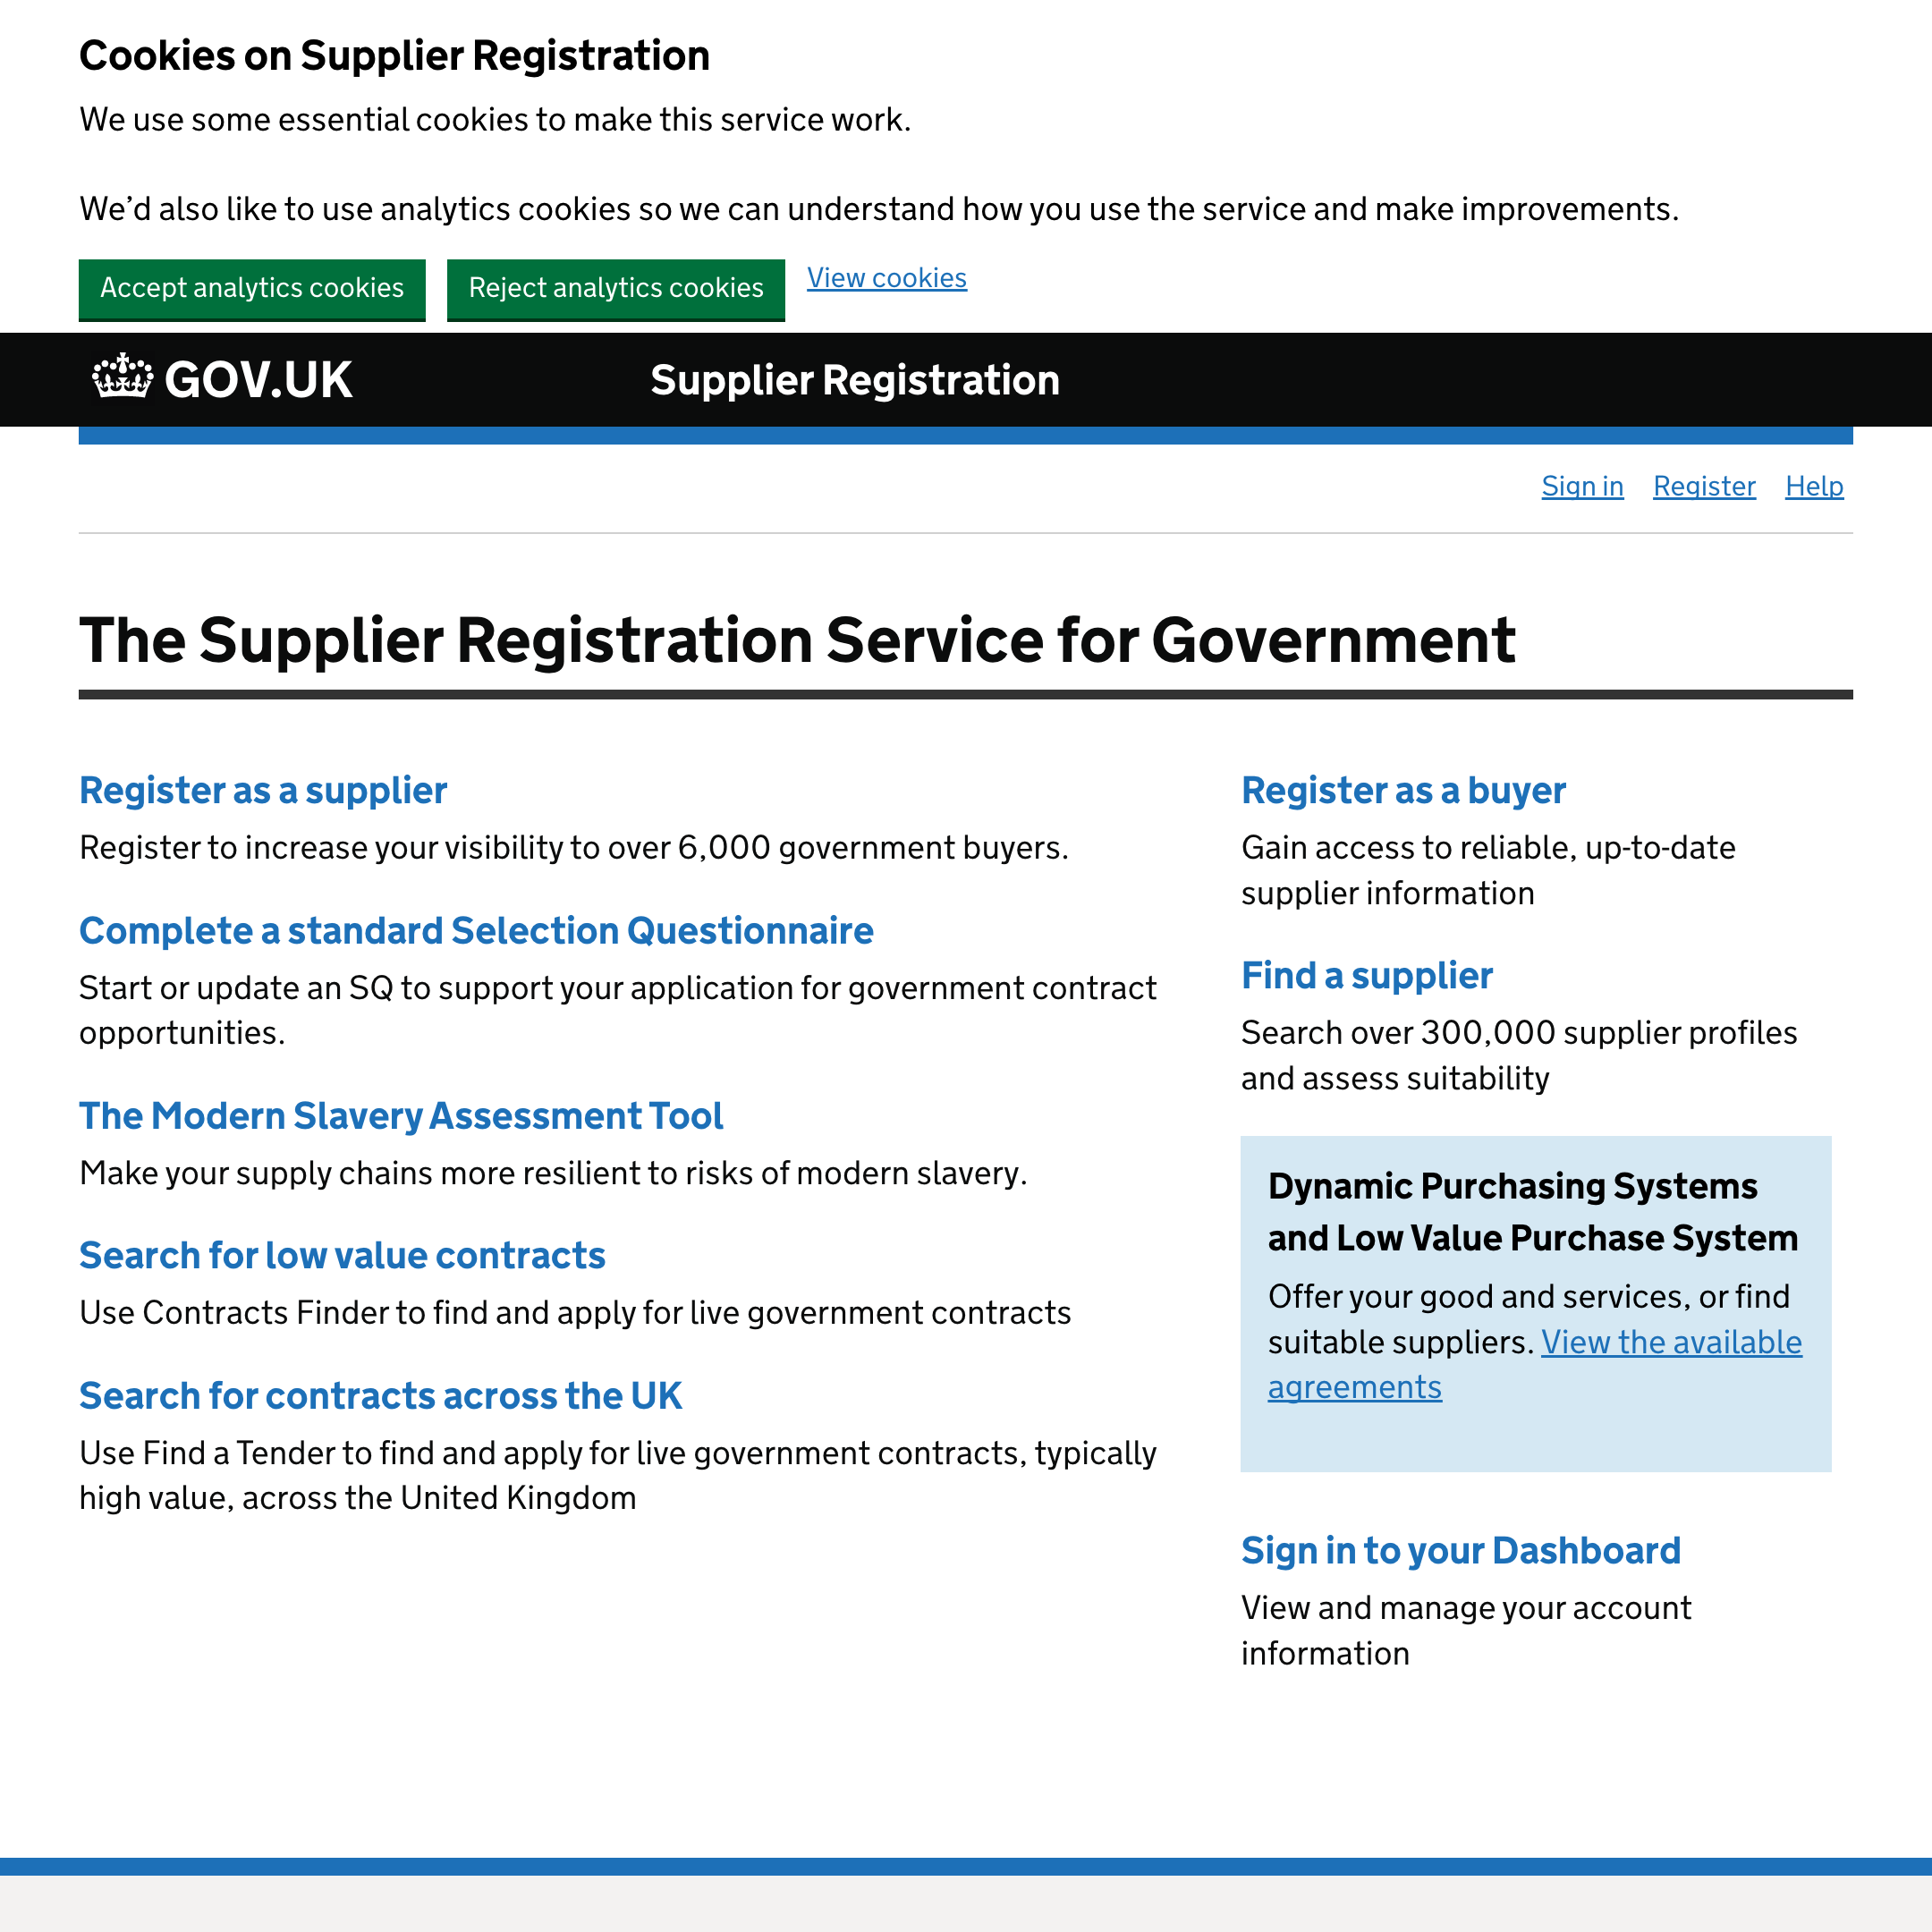 Cookies on Supplier Registration
We use some essential cookies to make this service work.
We’d also like to use analytics cookies so we can understand how you use the service and make improvements.
Accept analytics cookies
Reject analytics cookies
View cookies
GOV.UK
Supplier Registration
Sign in
Register
Help
The Supplier Registration Service for Government
Register as a supplier
Register to increase your visibility to over 6,000 government buyers.
Complete a standard Selection Questionnaire
Start or update an SQ to support your application for government contract
opportunities.
The Modern Slavery Assessment Tool
Make your supply chains more resilient to risks of modern slavery.
Search for low value contracts
Use Contracts Finder to find and apply for live government contracts
Search for contracts across the UK
Use Find a Tender to find and apply for live government contracts, typically
high value, across the United Kingdom
Register as a buyer
Gain access to reliable, up-to-date
supplier information
Find a supplier
Search over 300,000 supplier profiles
and assess suitability
Dynamic Purchasing Systems
and Low Value Purchase System
Offer your good and services, or find
suitable suppliers. View the available
agreements
Sign in to your Dashboard
View and manage your account
information